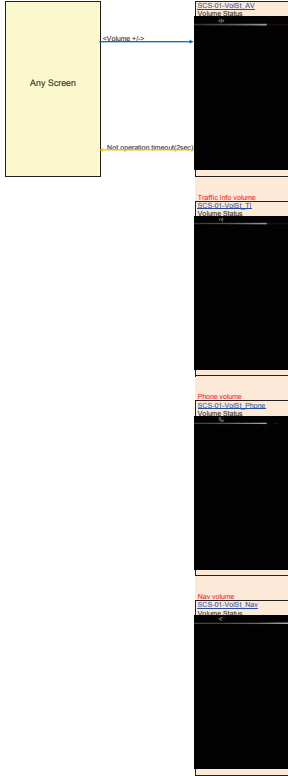 SCS-01-VolSt_AV
Volume Status
<Volume +/->
Any Screen
Not operation timeout(2sec)
Traffic Info volume
SCS-01-VolSt_TI
Volume Status
Phone volume
SCS-01-VolSt_Phone
Volume Status
Nav volume
SCS-01-VolSt_Nav
Volume Status